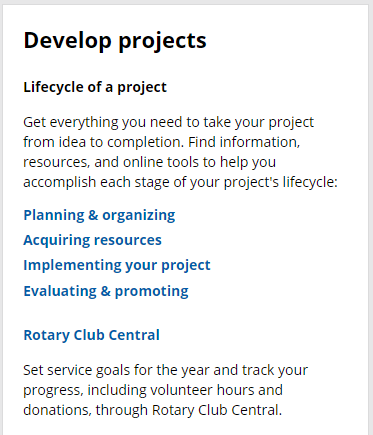 Develop projects
Lifecycle of a project
Get everything you need to take your project
from idea to completion. Find information,
resources, and online tools to help you
accomplish each stage of your project's lifecycle:
Planning & organizing
Acquiring resources
Implementing your project
Evaluating & promoting
Rotary Club Central
Set service goals for the year and track your
progress, including volunteer hours and
donations, through Rotary Club Central.